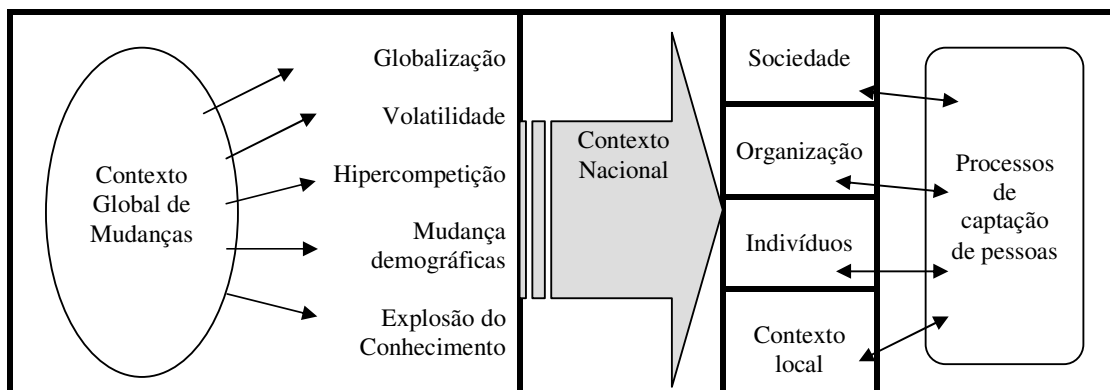 Contexto
Global de
Mudanças
Globalização
Volatilidade
Hipercompetição
Mudança
demográficas
Explosão do
Conhecimento
Contexto
Nacional
Sociedade
Organização
Indivíduos
Contexto
local
Processos
de
captação
de pessoas